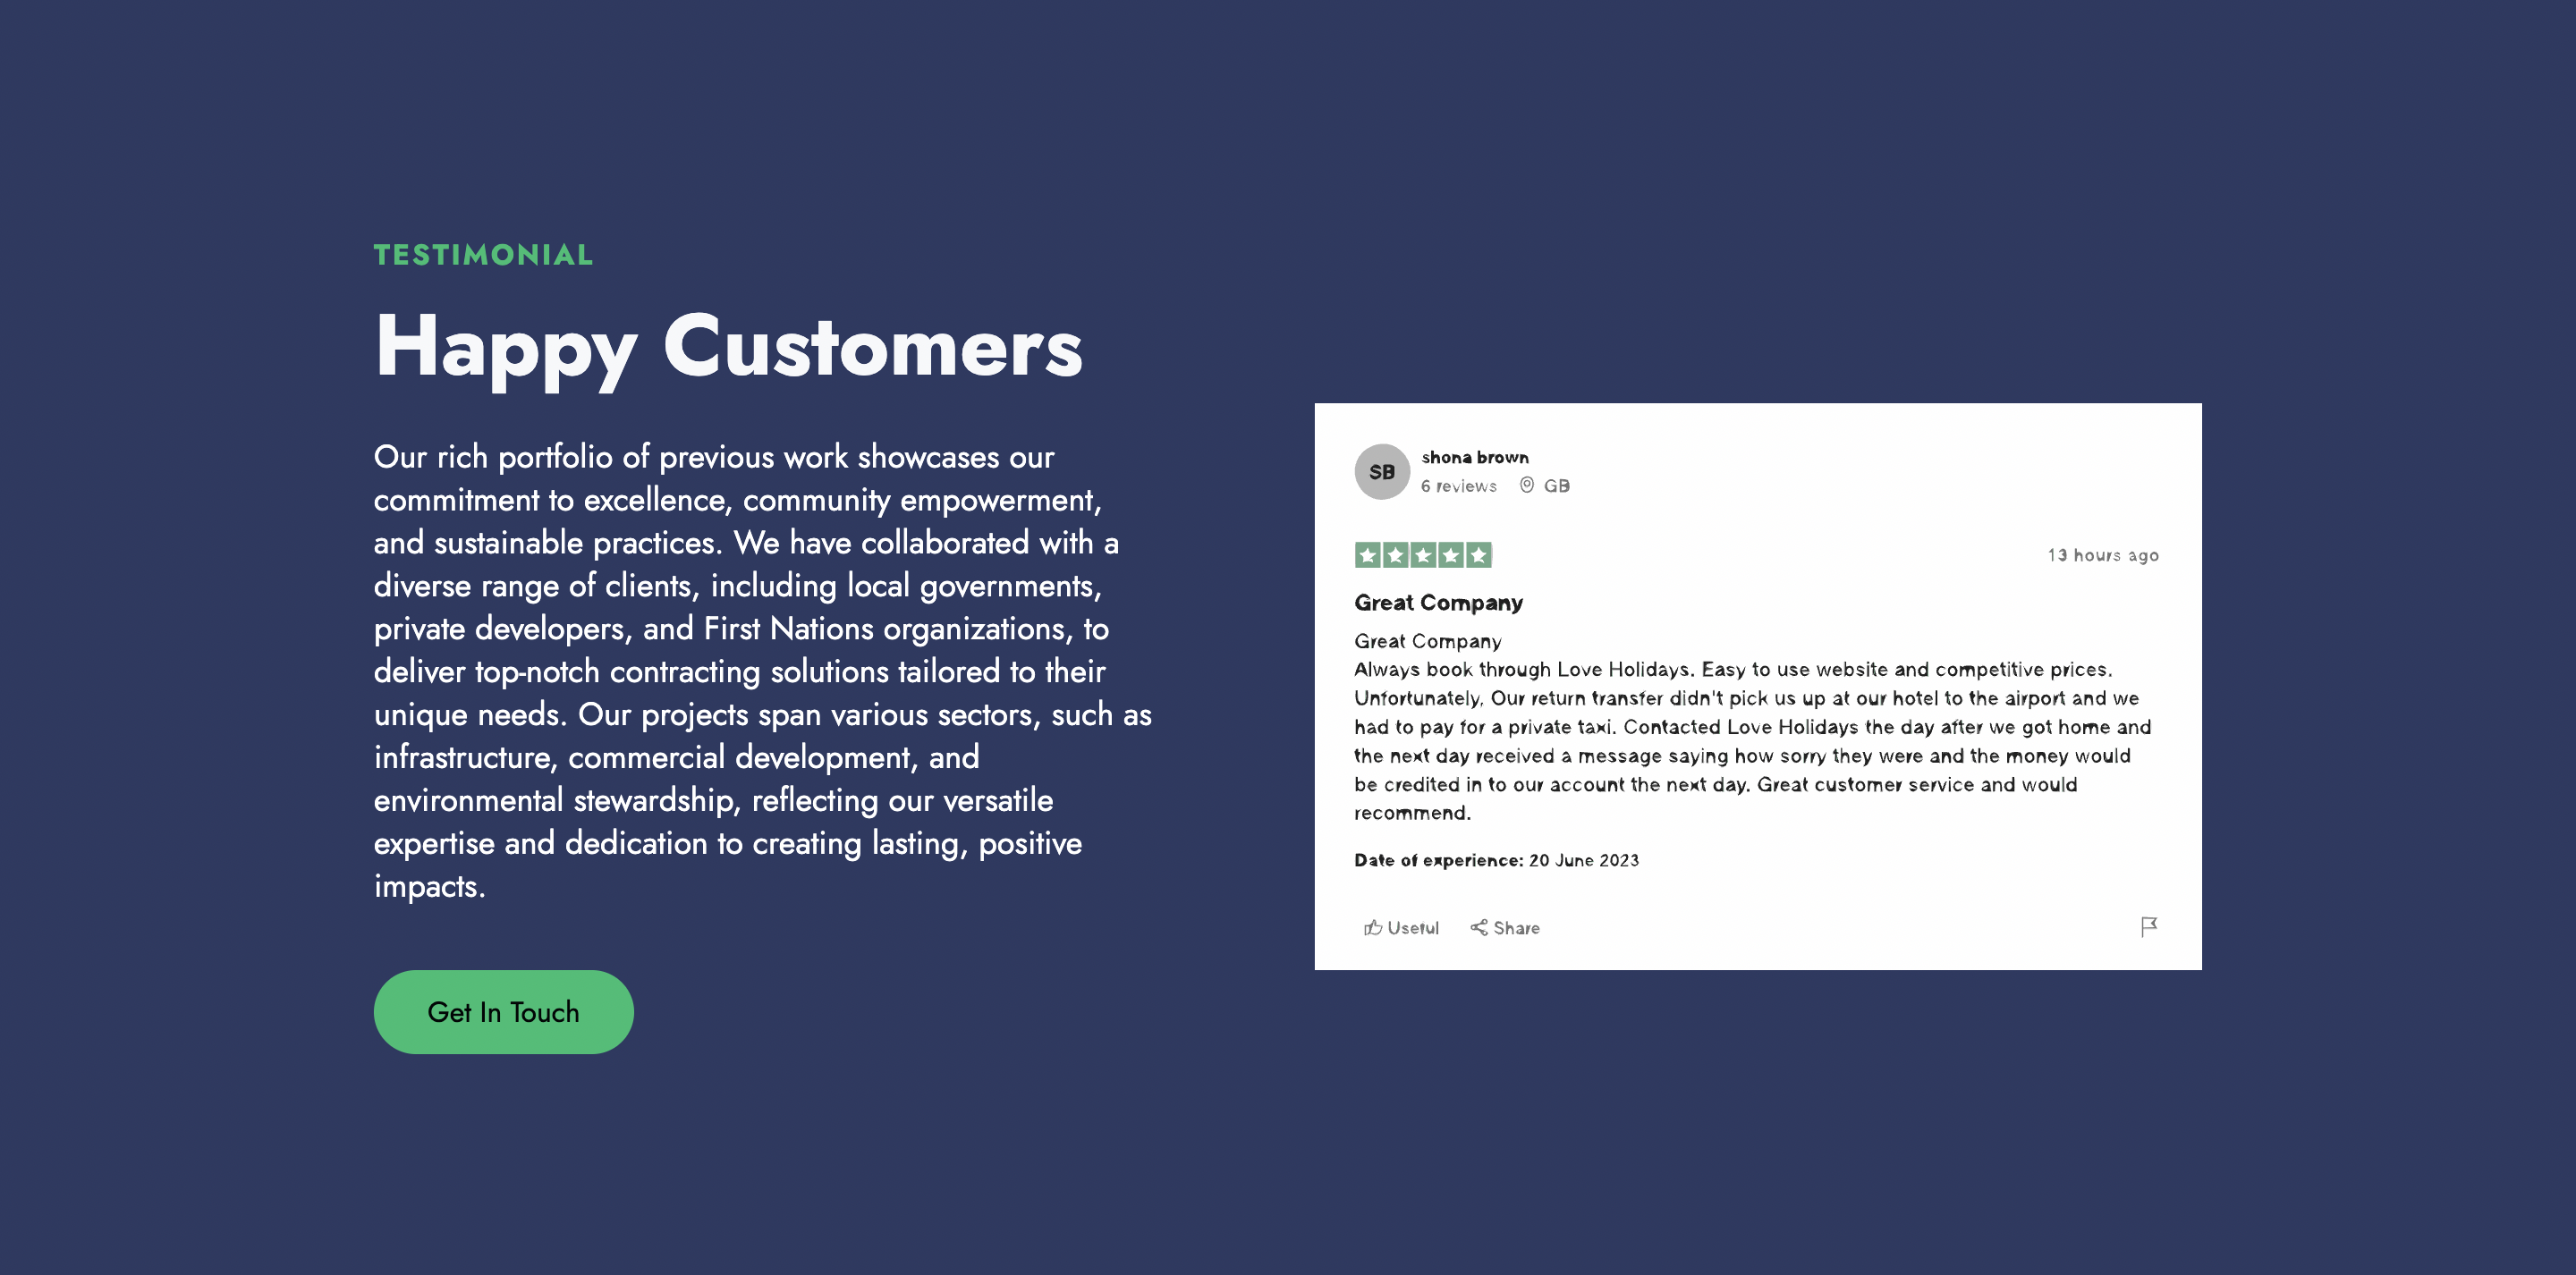 TESTIMONIAL
Happy Customers
Our rich portfolio of previous work showcases our
commitment to excellence, community empowerment,
and sustainable practices. We have collaborated with a
diverse range of clients, including local governments,
private developers, and First Nations organizations, to
deliver top-notch contracting solutions tailored to their
unique needs. Our projects span various sectors, such as
infrastructure, commercial development, and
environmental stewardship, reflecting our versatile
expertise and dedication to creating lasting, positive
impacts.
Get In Touch
SB
shona brown
6 reviews GB
13 hours ago
Great Company
Great Company
Always book through Love Holidays. Easy to use website and competitive prices.
Unfortunately, Our return transfer didn't pick us up at our hotel to the airport and we
had to pay for a private taxi. Contacted Love Holidays the day after we got home and
the next day received a message saying how sorry they were and the money would
be credited in to our account the next day. Great customer service and would
recommend.
Date of experience: 20 June 2023
Useful Share